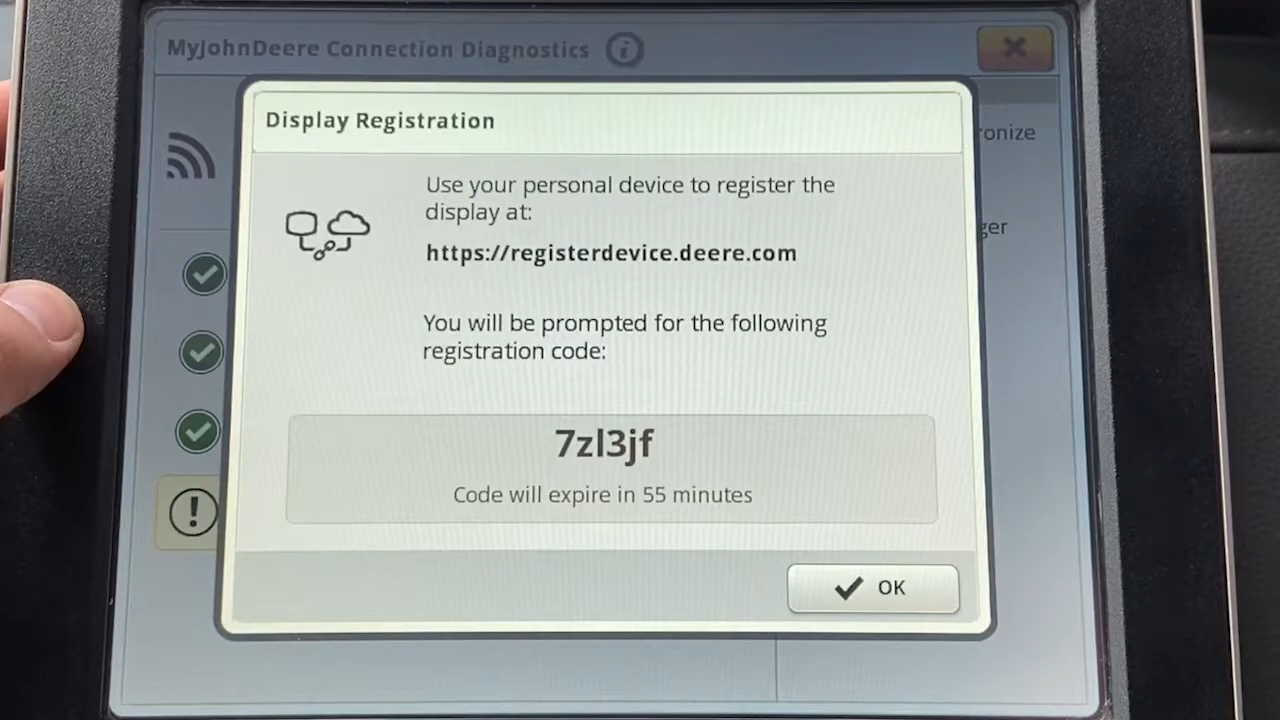 MyJohnDeere Connection Diagnostics
Display Registration
Use your personal device to register the
display at:
https://registerdevice.deere.com
You will be prompted for the following
registration code:
7zl3jf
Code will expire in 55 minutes
OK